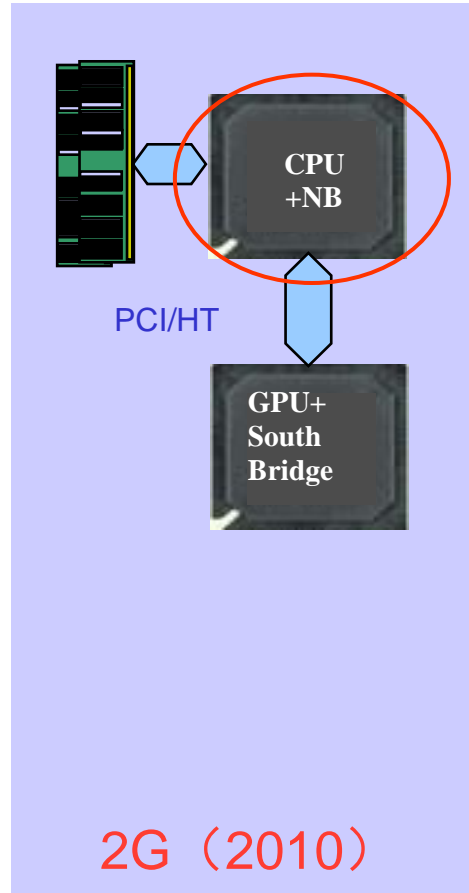 CPU
+NB
PCI/HT
GPU+
South
Bridge
2G（2010）